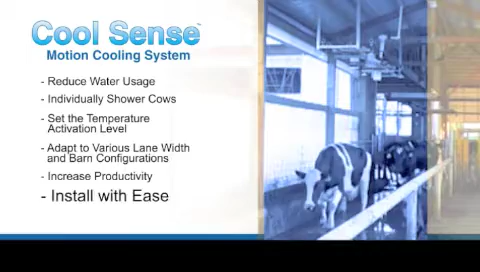 Cool Sense™
Motion Cooling System
- Reduce Water Usage
- Individually Shower Cows
- Set the Temperature
Activation Level
- Adapt to Various Lane Width
and Barn Configurations
- Increase Productivity
- Install with Ease